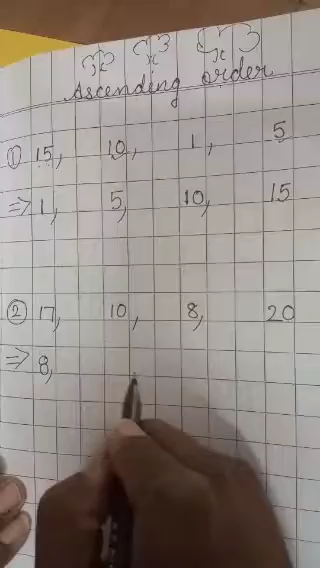 Ascending order
① 15, 10, 1, 5
⇒ 1, 5, 10, 15
② 17, 10, 8, 20
⇒ 8,